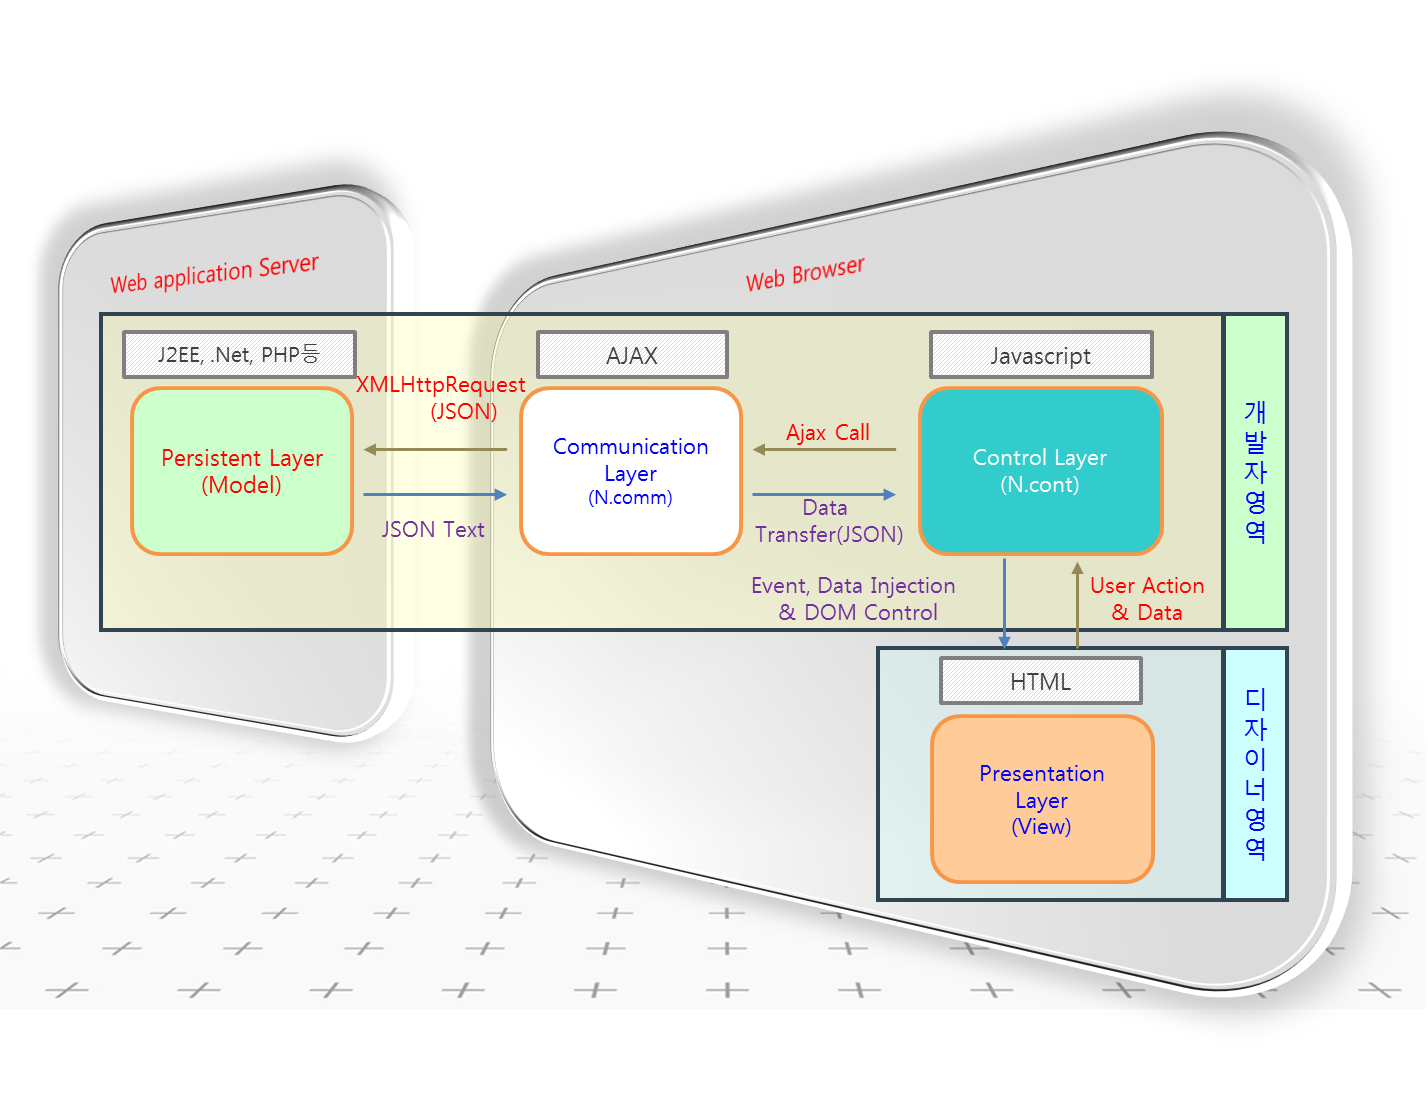 Web application Server
Web Browser
J2EE, .Net, PHP등
AJAX
Javascript
XMLHttpRequest
(JSON)
Persistent Layer
(Model)
JSON Text
Communication
Layer
(N.comm)
Ajax Call
Data
Transfer(JSON)
Control Layer
(N.cont)
개발자영역
Event, Data Injection
& DOM Control
User Action
& Data
HTML
Presentation
Layer
(View)
디자이너영역